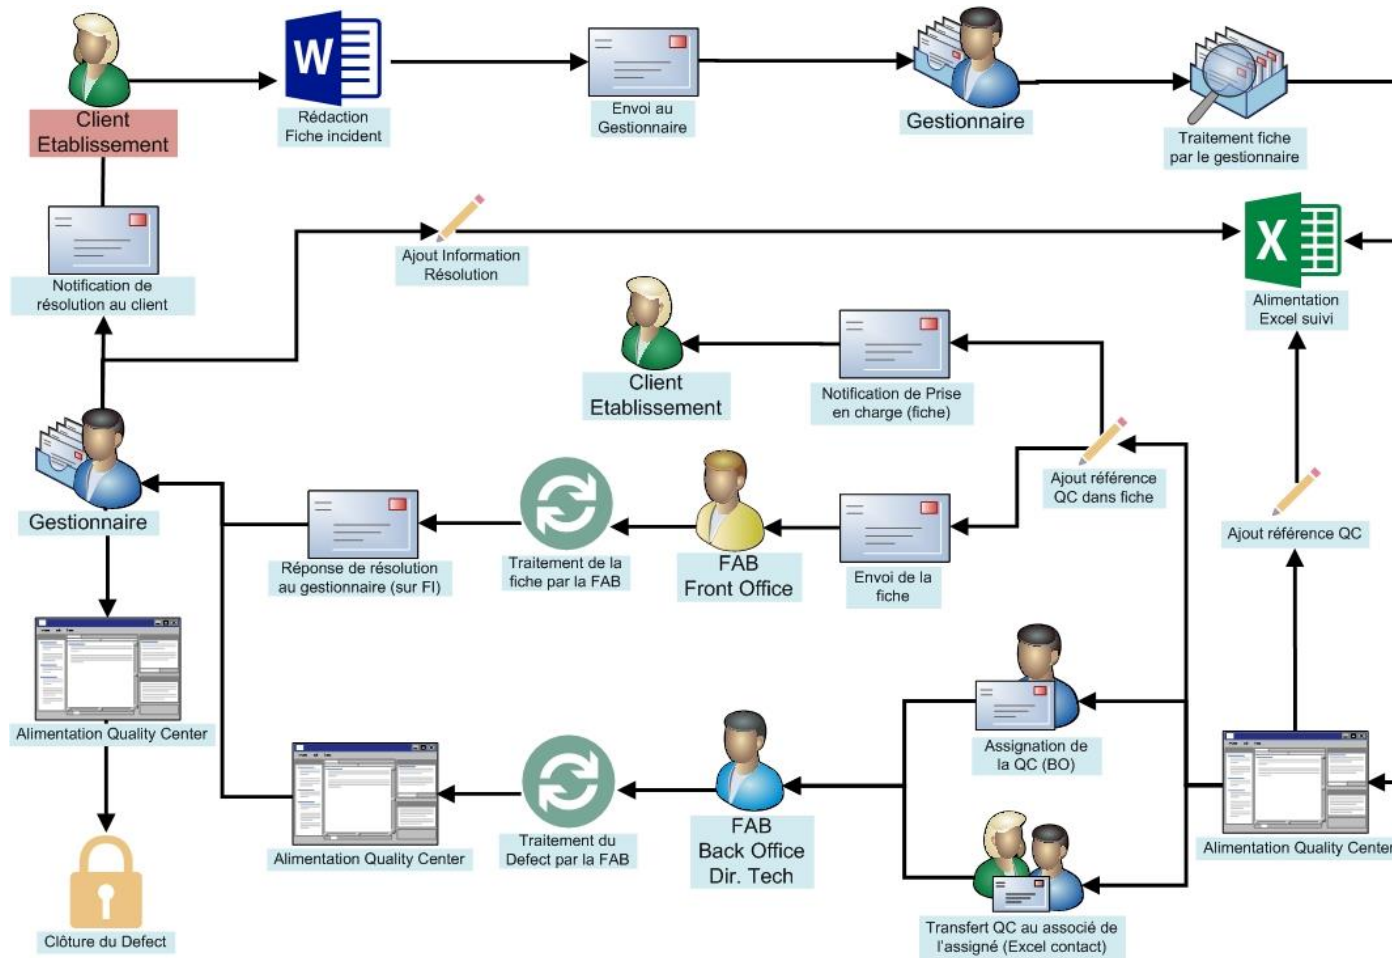 Client
Etablissement
W
Rédaction
Fiche incident
Envoi au
Gestionnaire
Gestionnaire
Traitement fiche
par le gestionnaire
Notification de
résolution au client
Ajout Information
Résolution
X
Alimentation
Excel suivi
Client
Etablissement
Notification de Prise
en charge (fiche)
Ajout référence
QC dans fiche
Ajout référence QC
Gestionnaire
Réponse de résolution
au gestionnaire (sur FI)
Traitement de la
fiche par la FAB
FAB
Front Office
Envoi de la
fiche
Alimentation Quality Center
Assignation de
la QC (BO)
Alimentation Quality Center
Traitement du
Defect par la FAB
FAB
Back Office
Dir. Tech
Alimentation Quality Center
Transfert QC au associé de
l'assigné (Excel contact)
Clôture du Defect